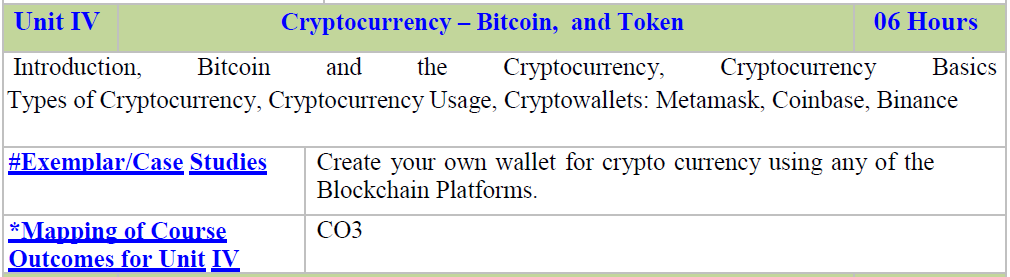 Unit IV Cryptocurrency – Bitcoin, and Token 06 Hours
Introduction, Bitcoin and the Cryptocurrency, Cryptocurrency Basics
Types of Cryptocurrency, Cryptocurrency Usage, Cryptowallets: Metamask, Coinbase, Binance
#Exemplar/Case Studies
Create your own wallet for crypto currency using any of the
Blockchain Platforms.
*Mapping of Course
Outcomes for Unit IV
CO3